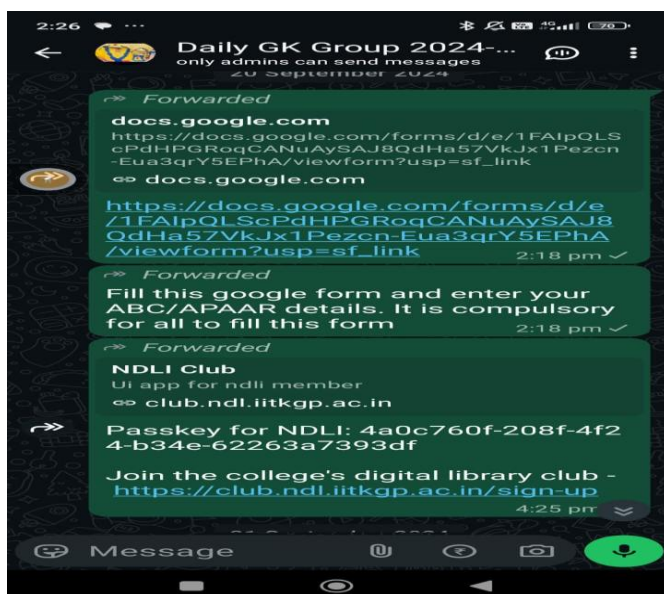 2:26
4G
70
Daily GK Group 2024-...
only admins can send messages
20 September 2024
Forwarded
docs.google.com
https://docs.google.com/forms/d/e/1FAIpQLS
cPdHPGRoqCANuAySAJ8QdHa57VkJx1Pezcn
-Eua3qrY5EPhA/viewform?usp=sf_link
docs.google.com
https://docs.google.com/forms/d/e
/1FAIpQLScPdHPGRoqCANuAySAJ8
QdHa57VkJx1Pezcn-Eua3qrY5EPhA
/viewform?usp=sf_link
2:18 pm
Forwarded
Fill this google form and enter your
ABC/APAAR details. It is compulsory
for all to fill this form
2:18 pm
Forwarded
NDLI Club
Ui app for ndli member
club.ndl.iitkgp.ac.in
Passkey for NDLI: 4a0c760f-208f-4f2
4-b34e-62263a7393df
Join the college's digital library club -
https://club.ndl.iitkgp.ac.in/sign-up
4:25 pm
Message